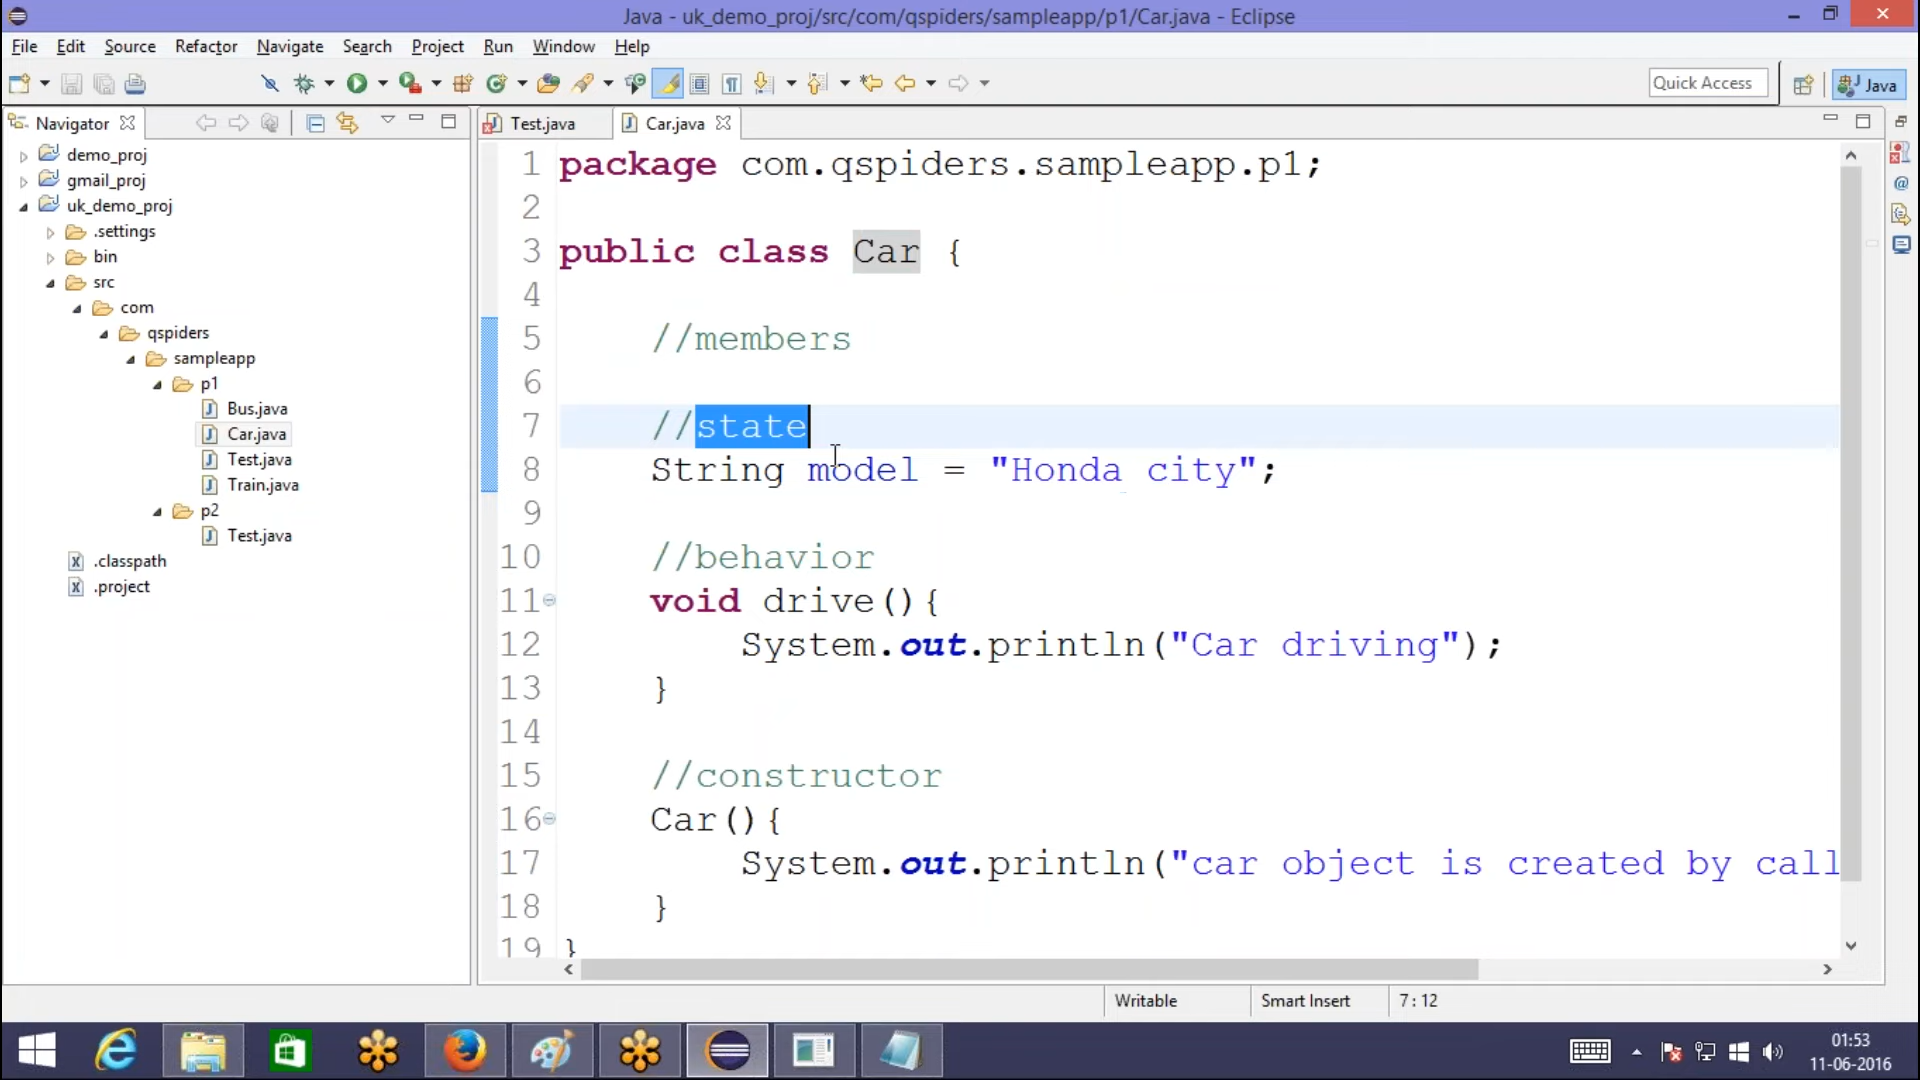 Java - uk_demo_proj/src/com/qspiders/sampleapp/p1/Car.java - Eclipse
File Edit Source Refactor Navigate Search Project Run Window Help
Quick Access
Java
Navigator
Test.java
Car.java
demo_proj
gmail_proj
uk_demo_proj
.settings
bin
src
com
qspiders
sampleapp
p1
Bus.java
Car.java
Test.java
Train.java
p2
Test.java
.classpath
.project
1 package com.qspiders.sampleapp.p1;
2
3 public class Car {
4
5 //members
6
7 //state
8 String model = "Honda city";
9
10 //behavior
11 void drive(){
12 System.out.println("Car driving");
13 }
14
15 //constructor
16 Car(){
17 System.out.println("car object is created by call
18 }
19 }
Writable
Smart Insert
7 : 12
01:53
11-06-2016